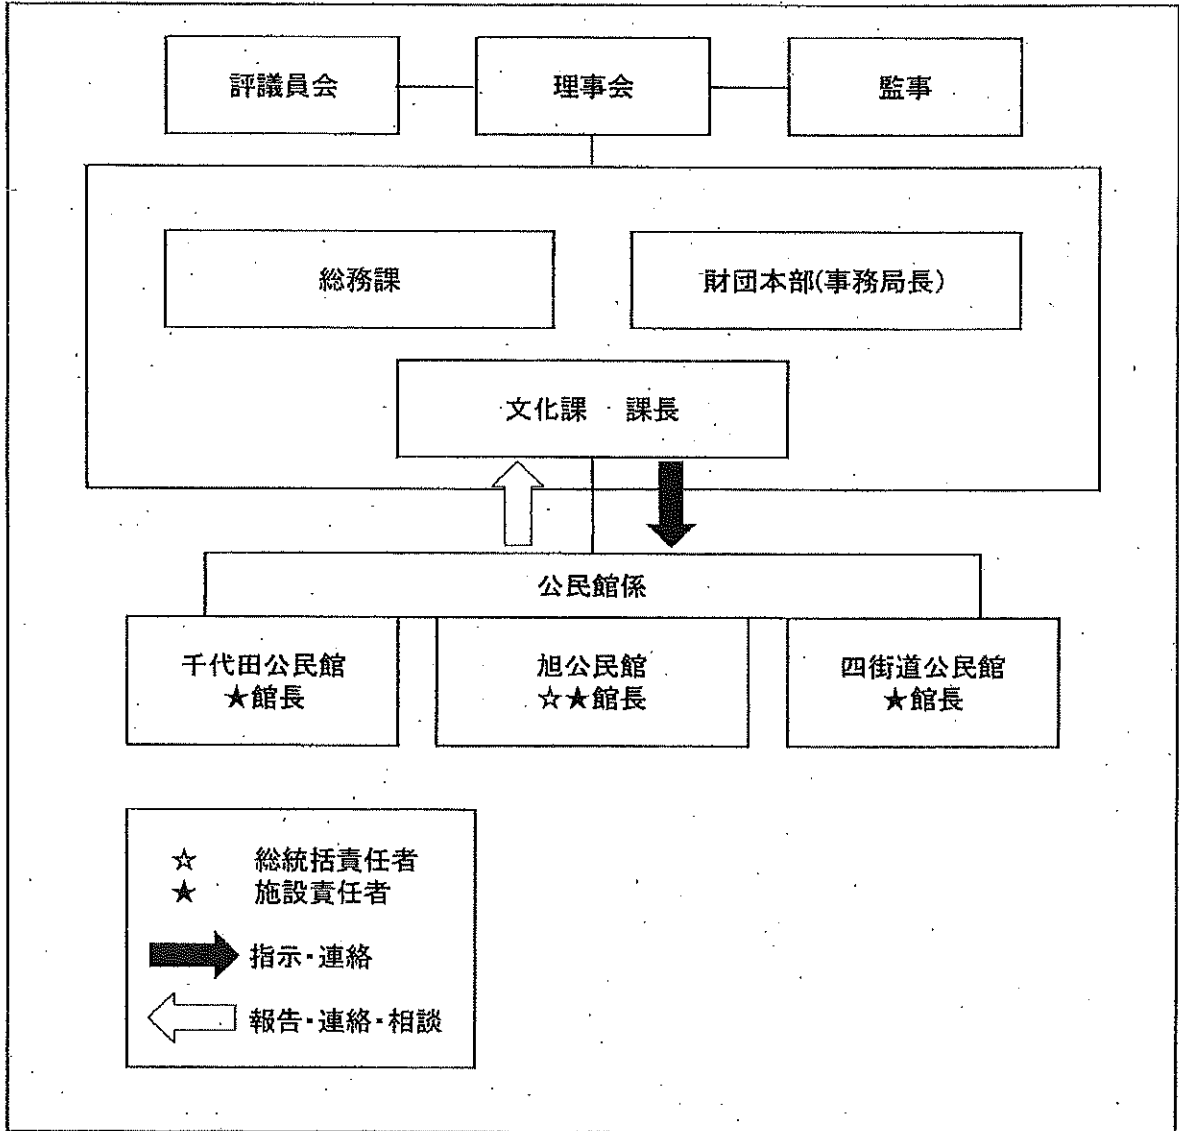 評議員会
理事会
監事
総務課
財団本部(事務局長)
文化課・課長
公民館係
千代田公民館
★館長
旭公民館
☆★館長
四街道公民館
★館長
☆ 総統括責任者
★ 施設責任者
指示・連絡
報告・連絡・相談